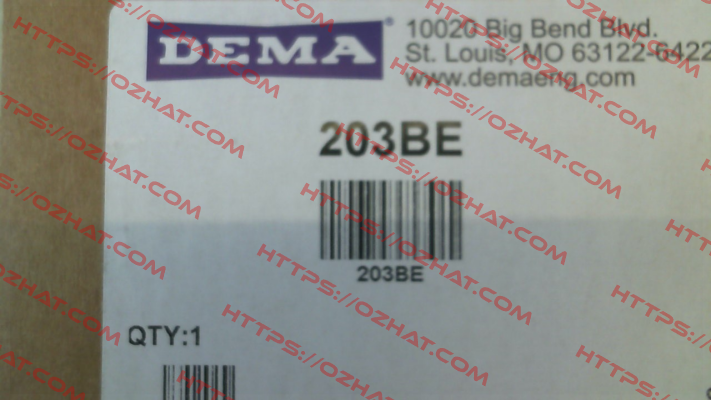 DEMA®
10020 Big Bend Blvd.
St. Louis, MO 63122-6422
www.demaeng.com
203BE
203BE
QTY:1
HTTPS://OZHAT.COM